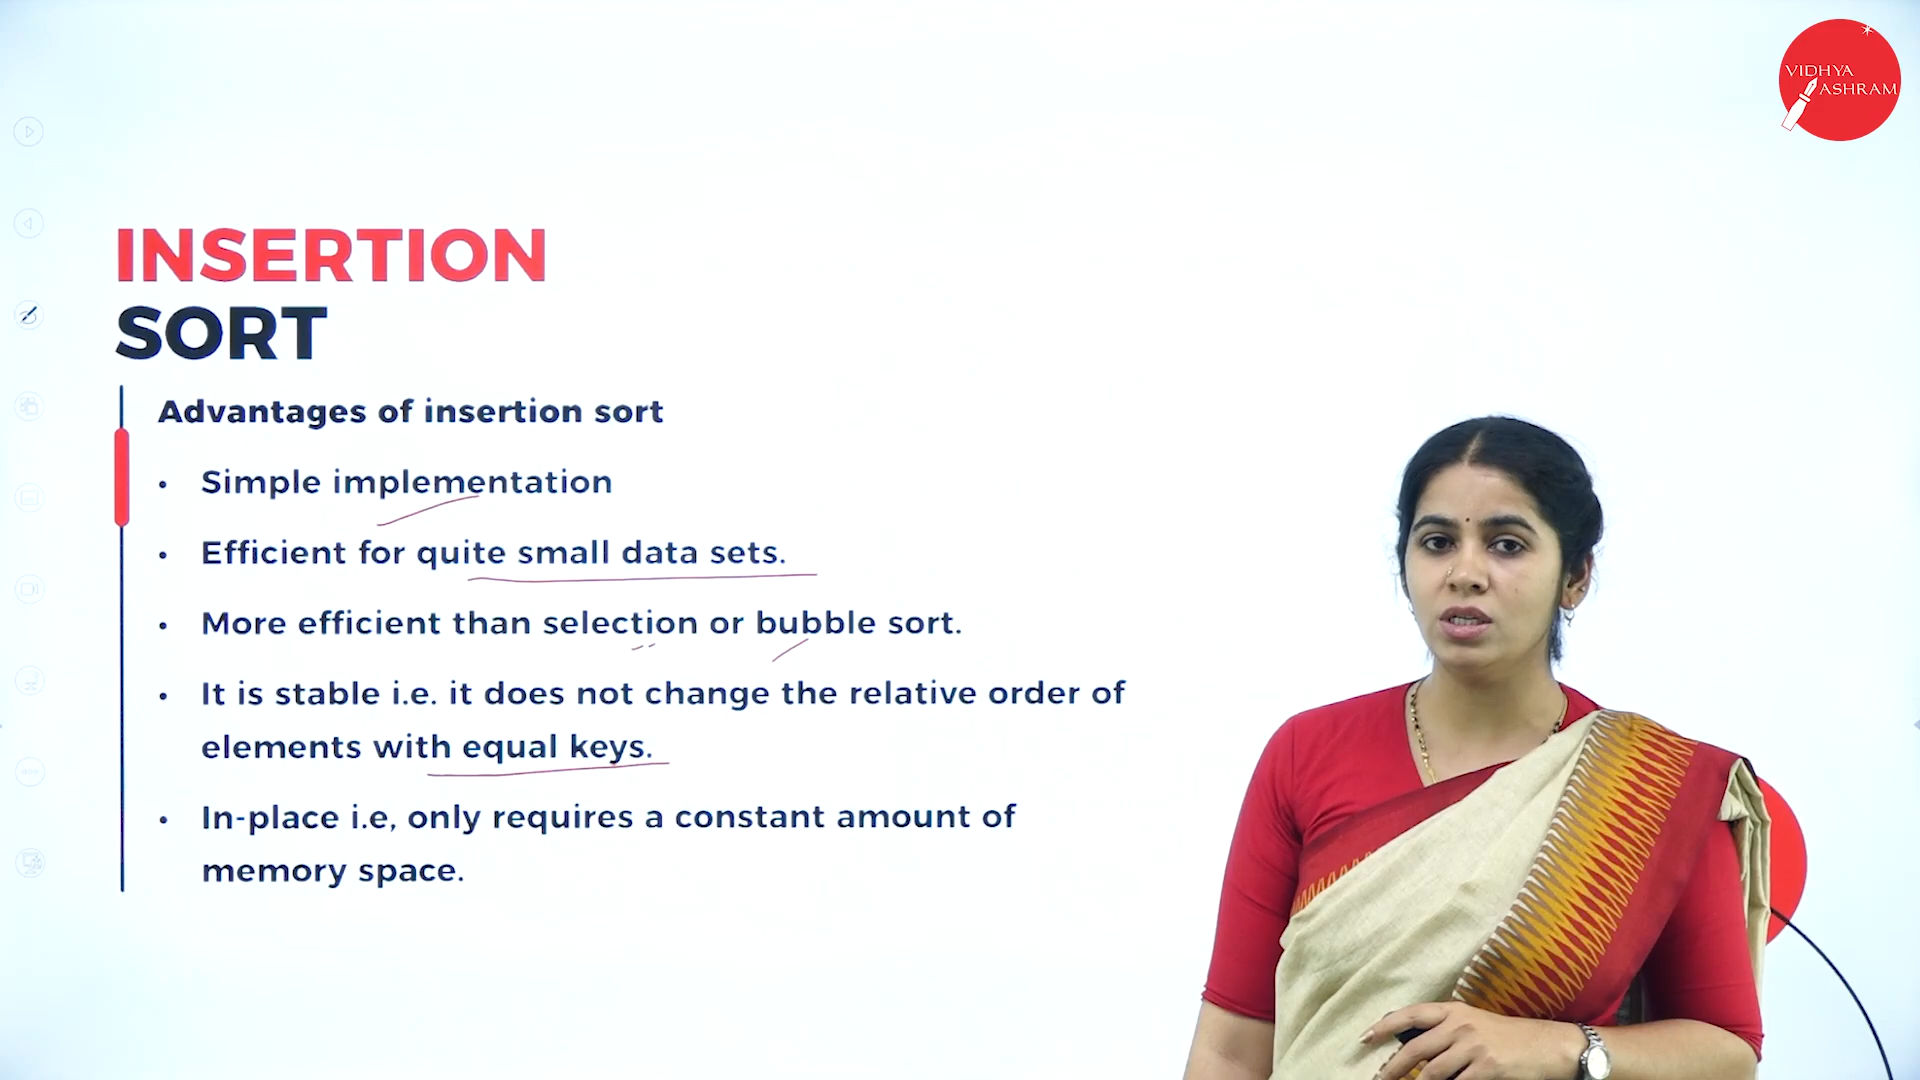 VIDHYA
ASHRAM
INSERTION
SORT
Advantages of insertion sort
• Simple implementation
• Efficient for quite small data sets.
• More efficient than selection or bubble sort.
• It is stable i.e. it does not change the relative order of
elements with equal keys.
• In-place i.e, only requires a constant amount of
memory space.